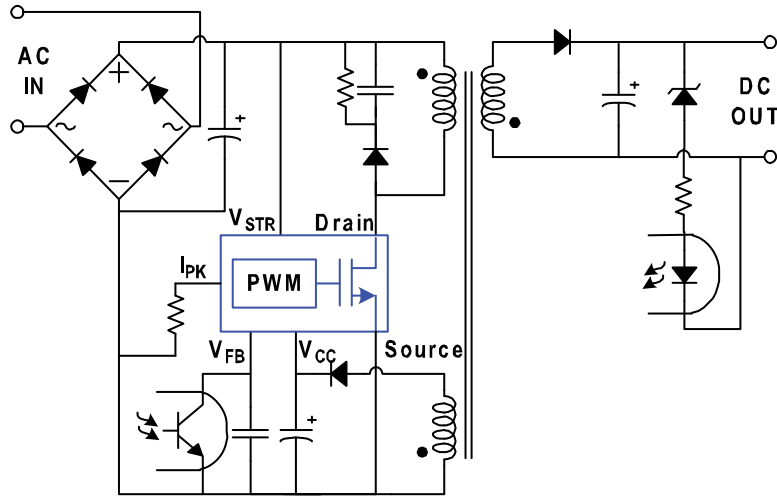 AC
IN
+
~
~
−
+
+
DC
OUT
VSTR
Drain
IPK
PWM
VFB
VCC
Source
+